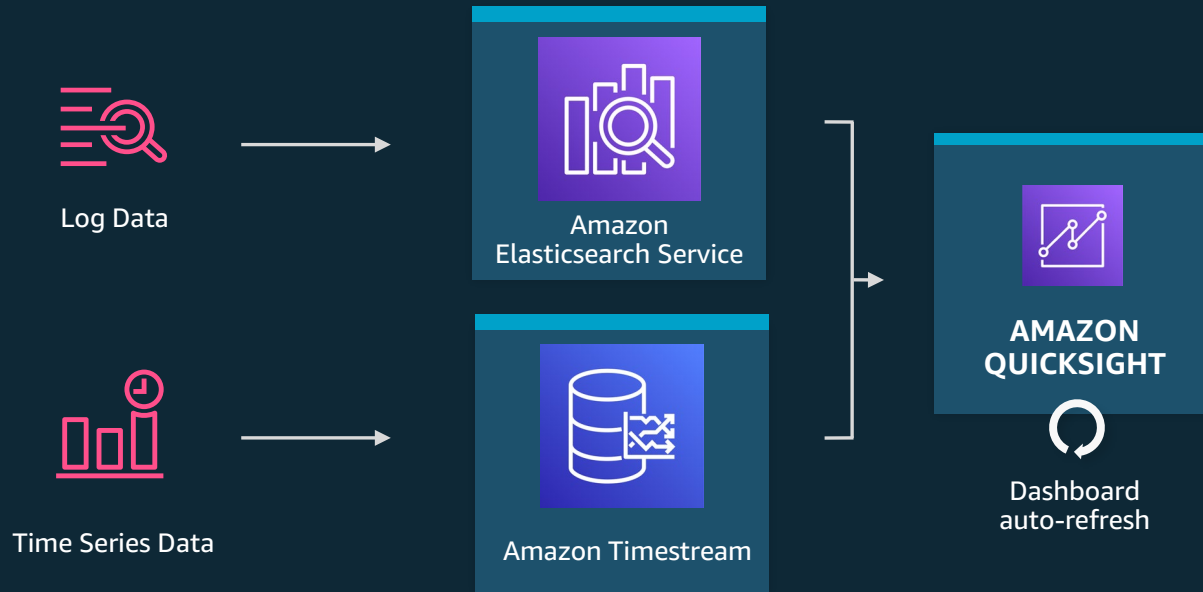 Log Data
Amazon
Elasticsearch Service
Time Series Data
Amazon Timestream
AMAZON
QUICKSIGHT
Dashboard
auto-refresh